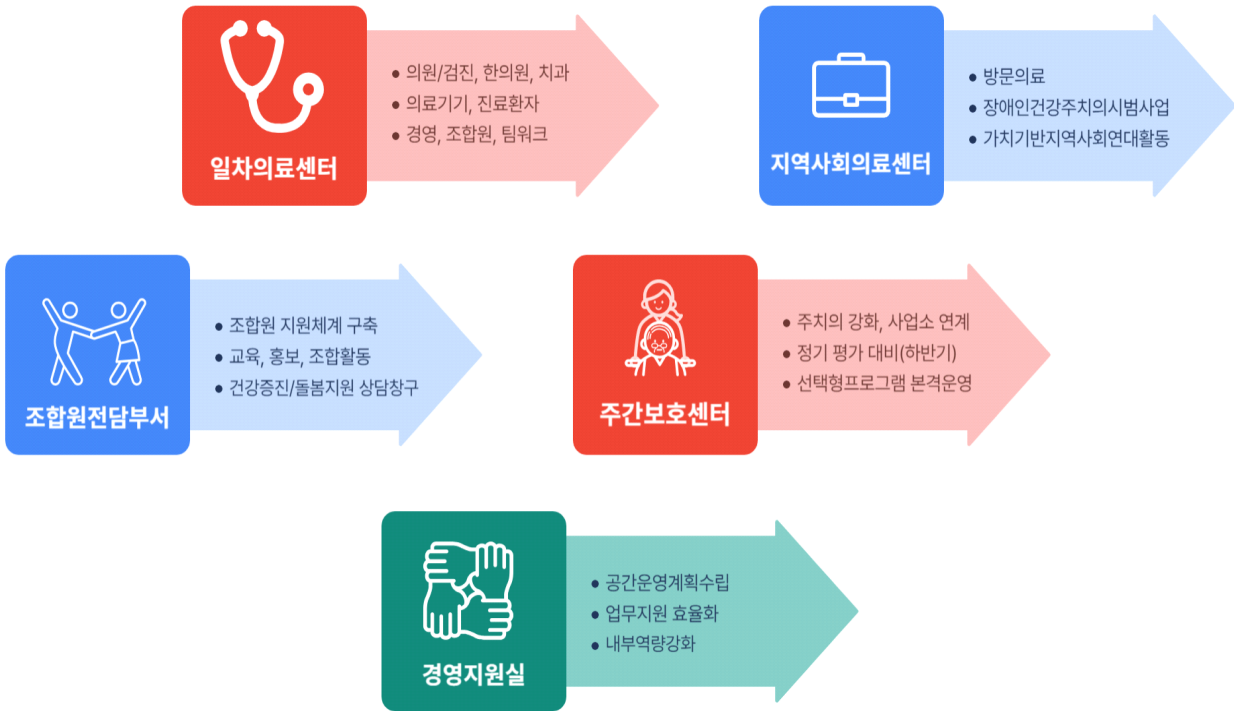 일차의료센터
● 의원/검진, 한의원, 치과
● 의료기기, 진료환자
● 경영, 조합원, 팀워크
지역사회의료센터
● 방문의료
● 장애인건강주치의시범사업
● 가치기반지역사회연대활동
조합원전담부서
● 조합원 지원체계 구축
● 교육, 홍보, 조합활동
● 건강증진/돌봄지원 상담창구
주간보호센터
● 주치의 강화, 사업소 연계
● 정기 평가 대비(하반기)
● 선택형프로그램 본격운영
경영지원실
● 공간운영계획수립
● 업무지원 효율화
● 내부역량강화